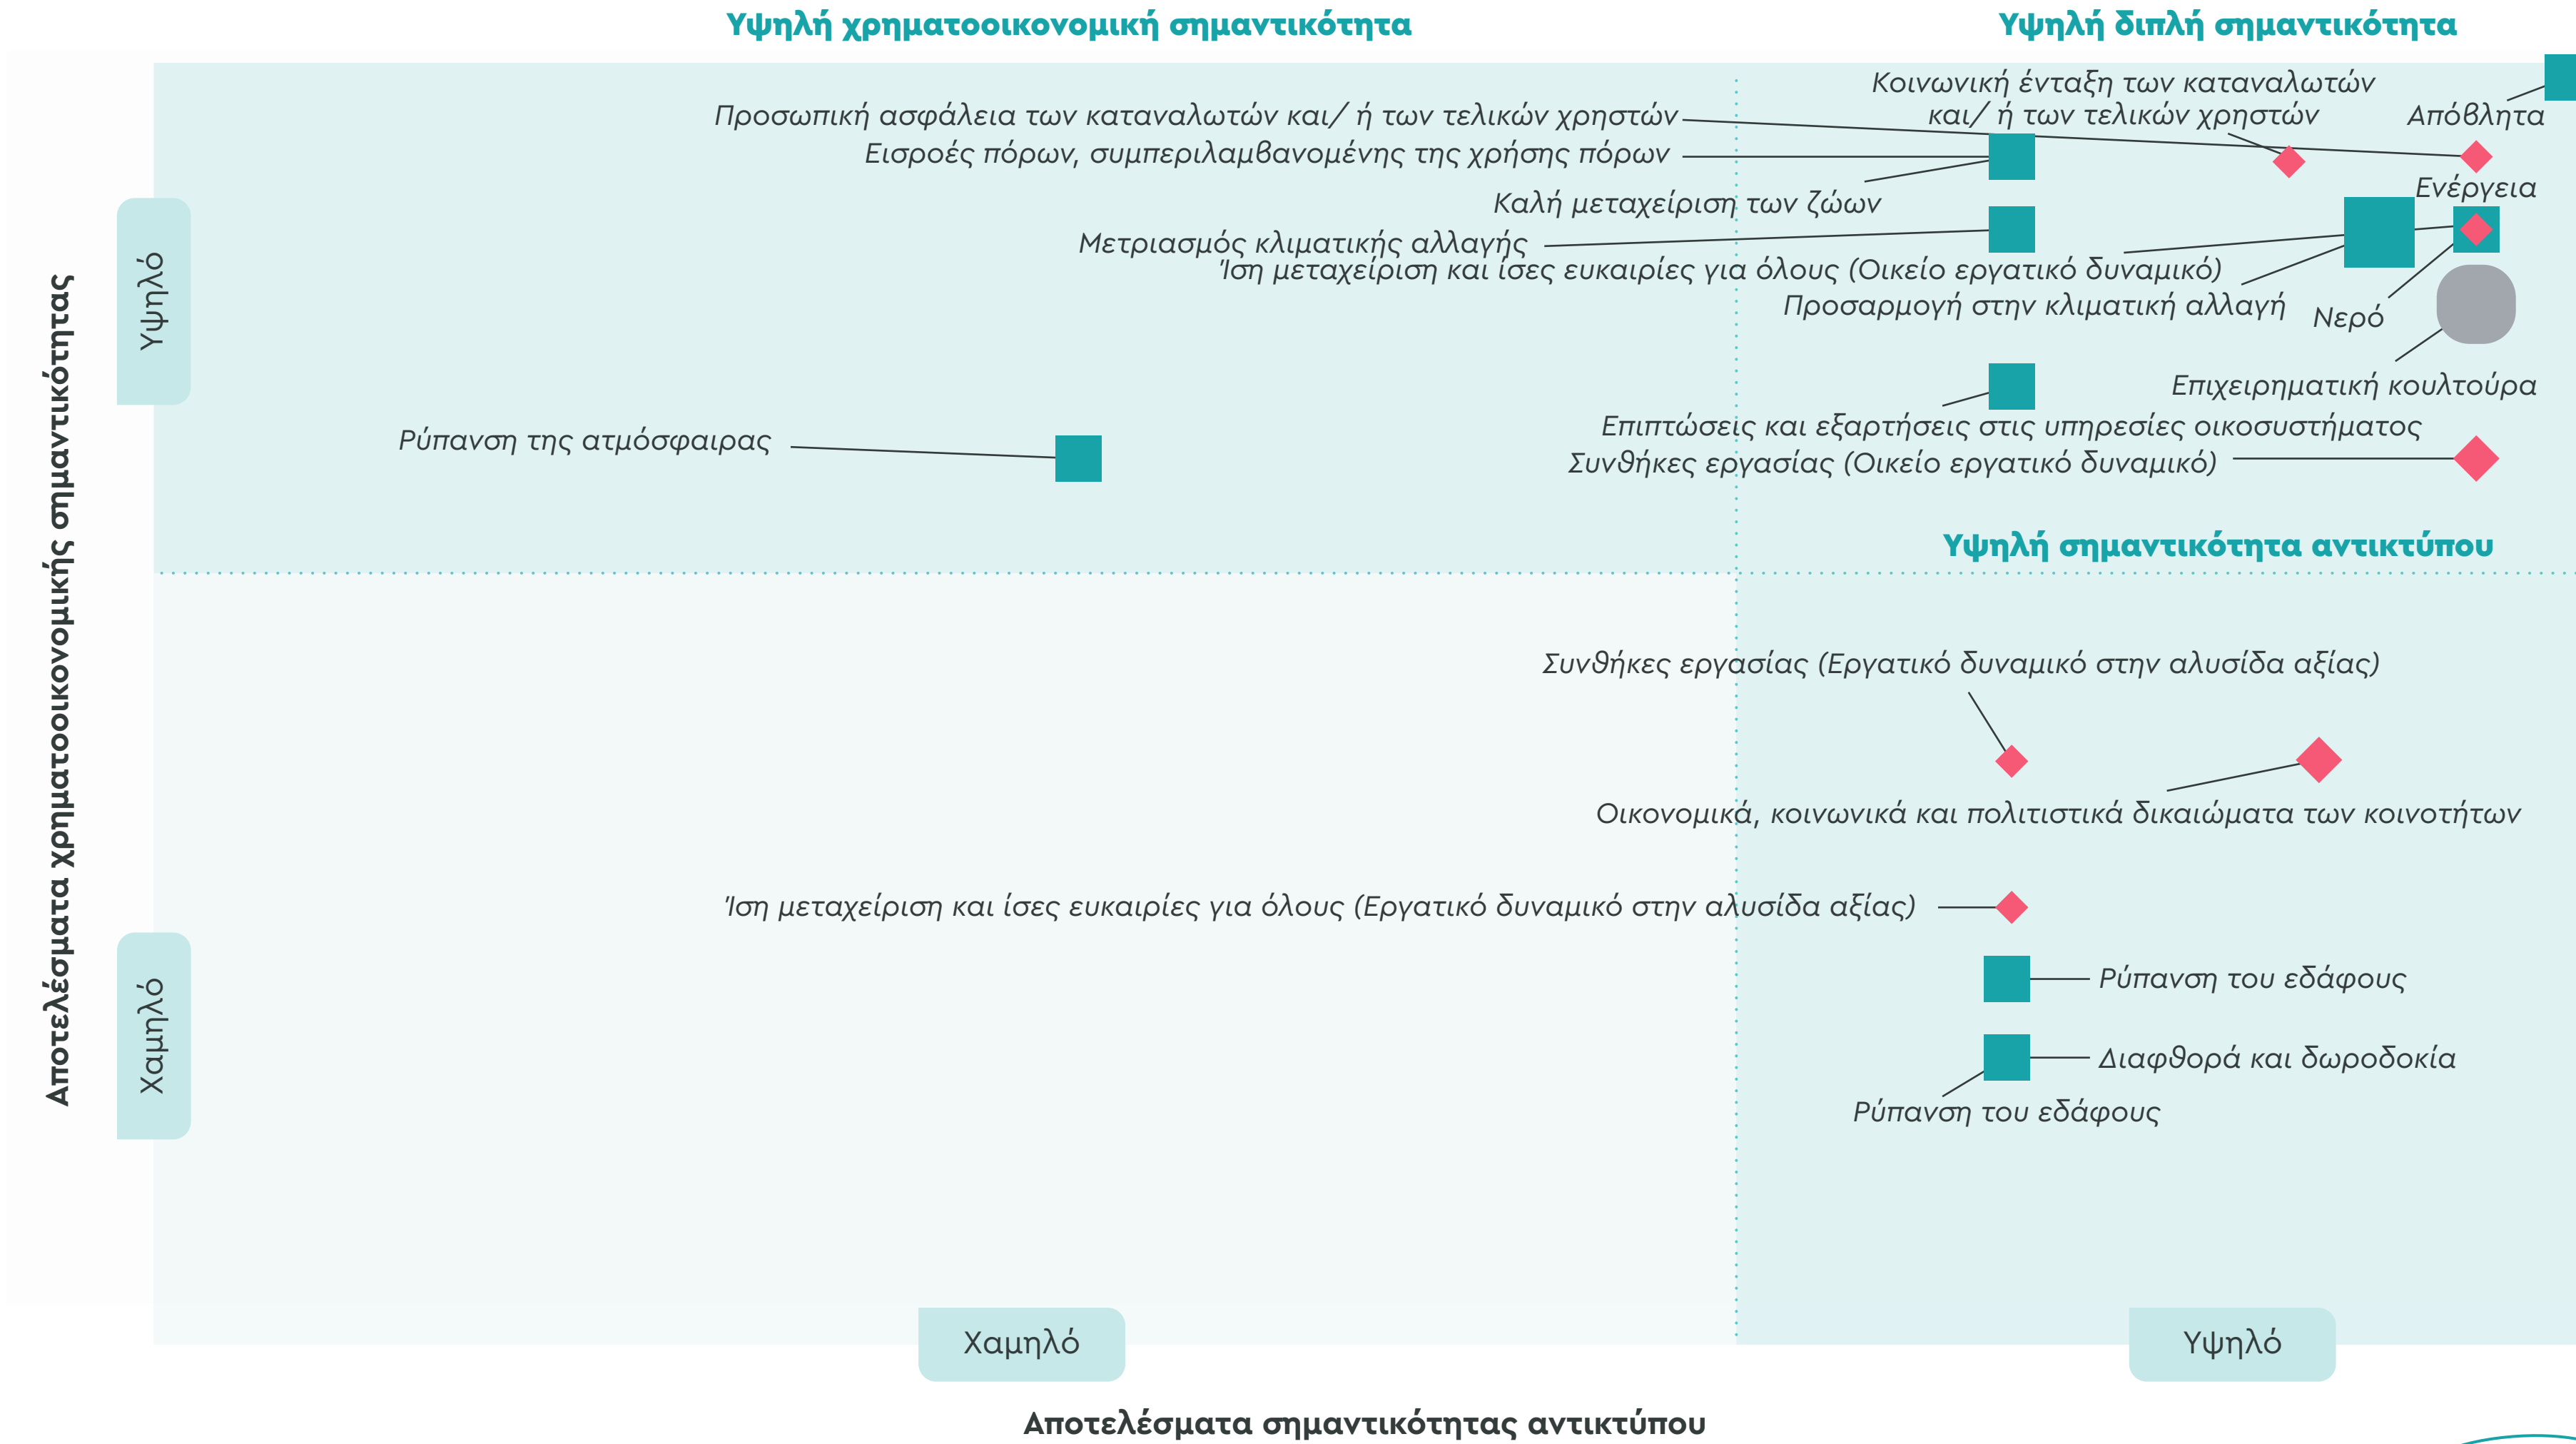 Υψηλή χρηματοοικονομική σημαντικότητα
Υψηλή διπλή σημαντικότητα
Κοινωνική ένταξη των καταναλωτών
και/ ή των τελικών χρηστών
Απόβλητα
Προσωπική ασφάλεια των καταναλωτών και/ ή των τελικών χρηστών
Εισροές πόρων, συμπεριλαμβανομένης της χρήσης πόρων
Ενέργεια
Καλή μεταχείριση των ζώων
Μετριασμός κλιματικής αλλαγής
Ίση μεταχείριση και ίσες ευκαιρίες για όλους (Οικείο εργατικό δυναμικό)
Προσαρμογή στην κλιματική αλλαγή
Νερό
Επιχειρηματική κουλτούρα
Επιπτώσεις και εξαρτήσεις στις υπηρεσίες οικοσυστήματος
Ρύπανση της ατμόσφαιρας
Συνθήκες εργασίας (Οικείο εργατικό δυναμικό)
Υψηλή σημαντικότητα αντικτύπου
Συνθήκες εργασίας (Εργατικό δυναμικό στην αλυσίδα αξίας)
Οικονομικά, κοινωνικά και πολιτιστικά δικαιώματα των κοινοτήτων
Ίση μεταχείριση και ίσες ευκαιρίες για όλους (Εργατικό δυναμικό στην αλυσίδα αξίας)
Ρύπανση του εδάφους
Διαφθορά και δωροδοκία
Ρύπανση του εδάφους
Αποτελέσματα χρηματοοικονομικής σημαντικότητας
Υψηλό
Χαμηλό
Χαμηλό
Υψηλό
Αποτελέσματα σημαντικότητας αντικτύπου